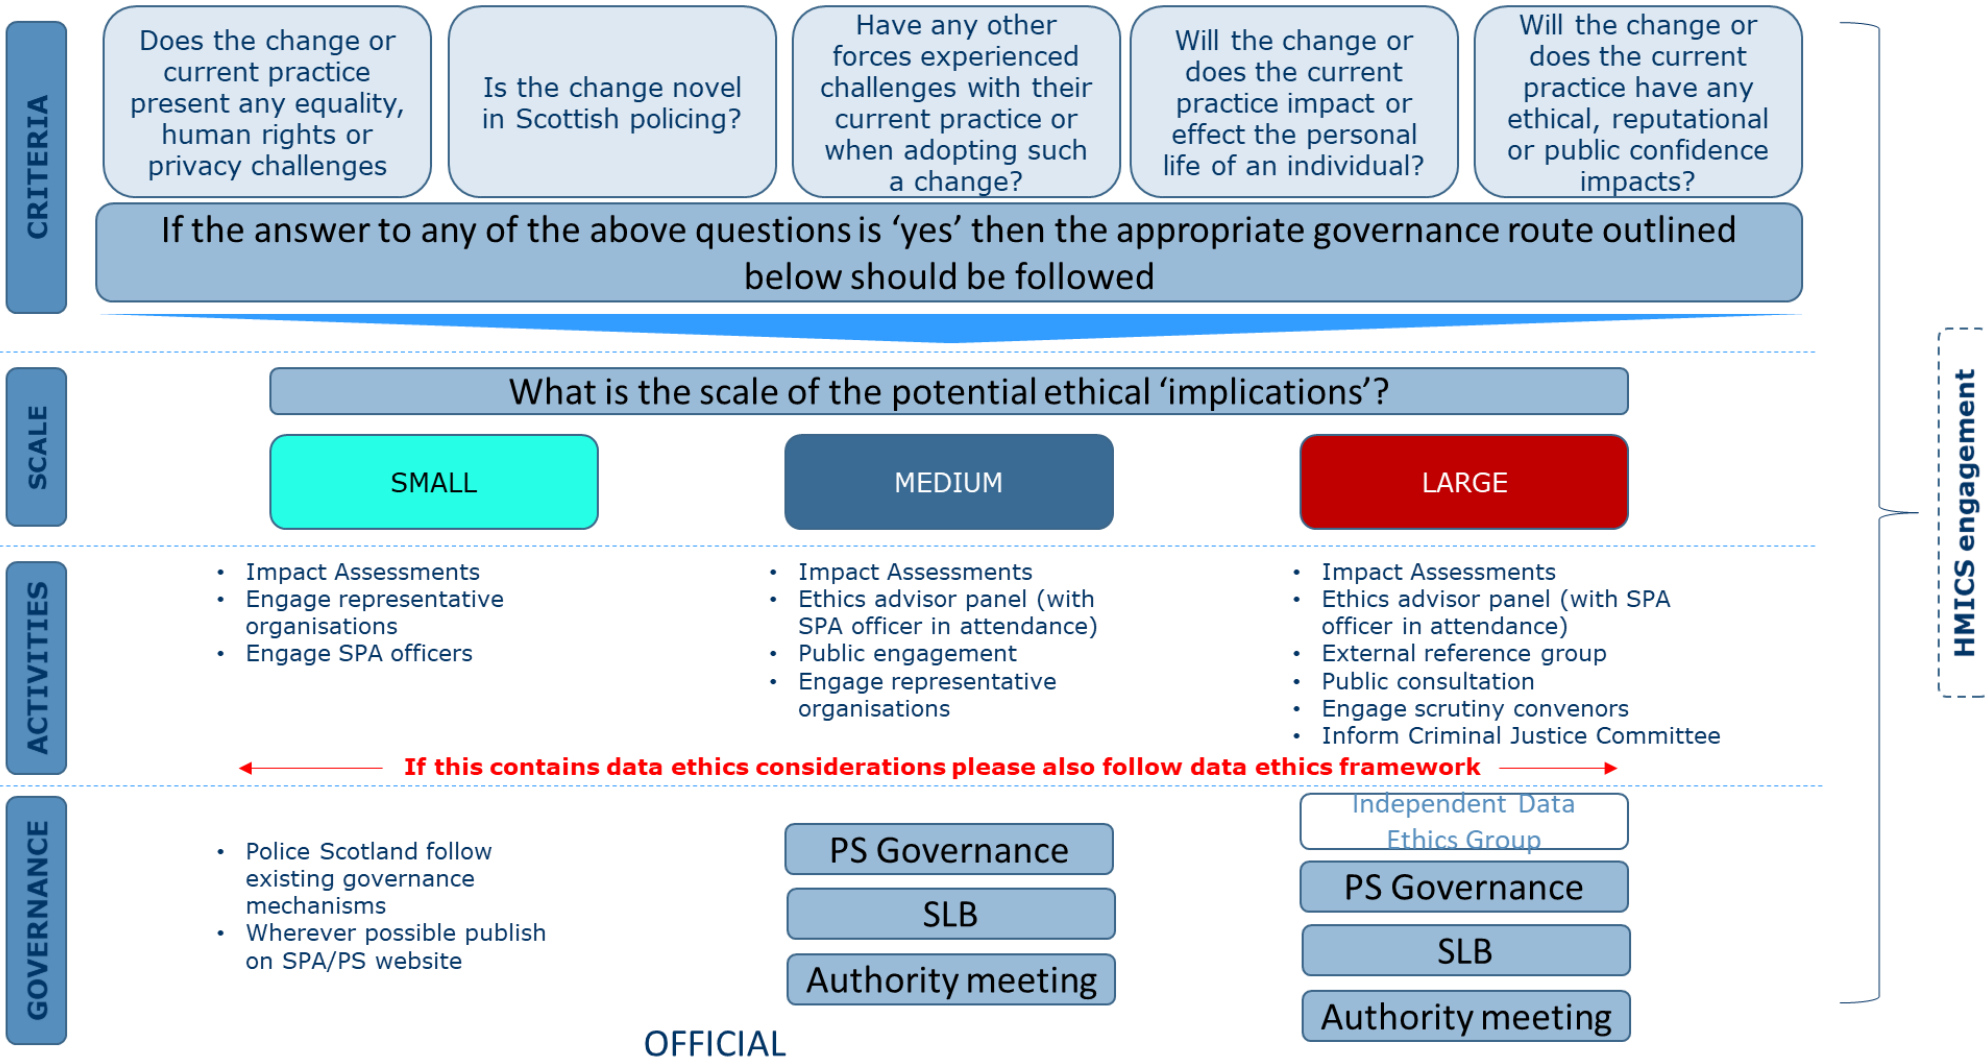 CRITERIA
Does the change or
current practice
present any equality,
human rights or
privacy challenges
Is the change novel
in Scottish policing?
Have any other
forces experienced
challenges with their
current practice or
when adopting such
a change?
Will the change or
does the current
practice impact or
effect the personal
life of an individual?
Will the change or
does the current
practice have any
ethical, reputational
or public confidence
impacts?
If the answer to any of the above questions is ‘yes’ then the appropriate governance route outlined
below should be followed
SCALE
What is the scale of the potential ethical ‘implications’?
SMALL
MEDIUM
LARGE
ACTIVITIES
• Impact Assessments
• Engage representative
organisations
• Engage SPA officers
• Impact Assessments
• Ethics advisor panel (with
SPA officer in attendance)
• Public engagement
• Engage representative
organisations
• Impact Assessments
• Ethics advisor panel (with SPA
officer in attendance)
• External reference group
• Public consultation
• Engage scrutiny convenors
• Inform Criminal Justice Committee
If this contains data ethics considerations please also follow data ethics framework
GOVERNANCE
• Police Scotland follow
existing governance
mechanisms
• Wherever possible publish
on SPA/PS website
PS Governance
SLB
Authority meeting
Independent Data
Ethics Group
PS Governance
SLB
Authority meeting
HMICS engagement
OFFICIAL